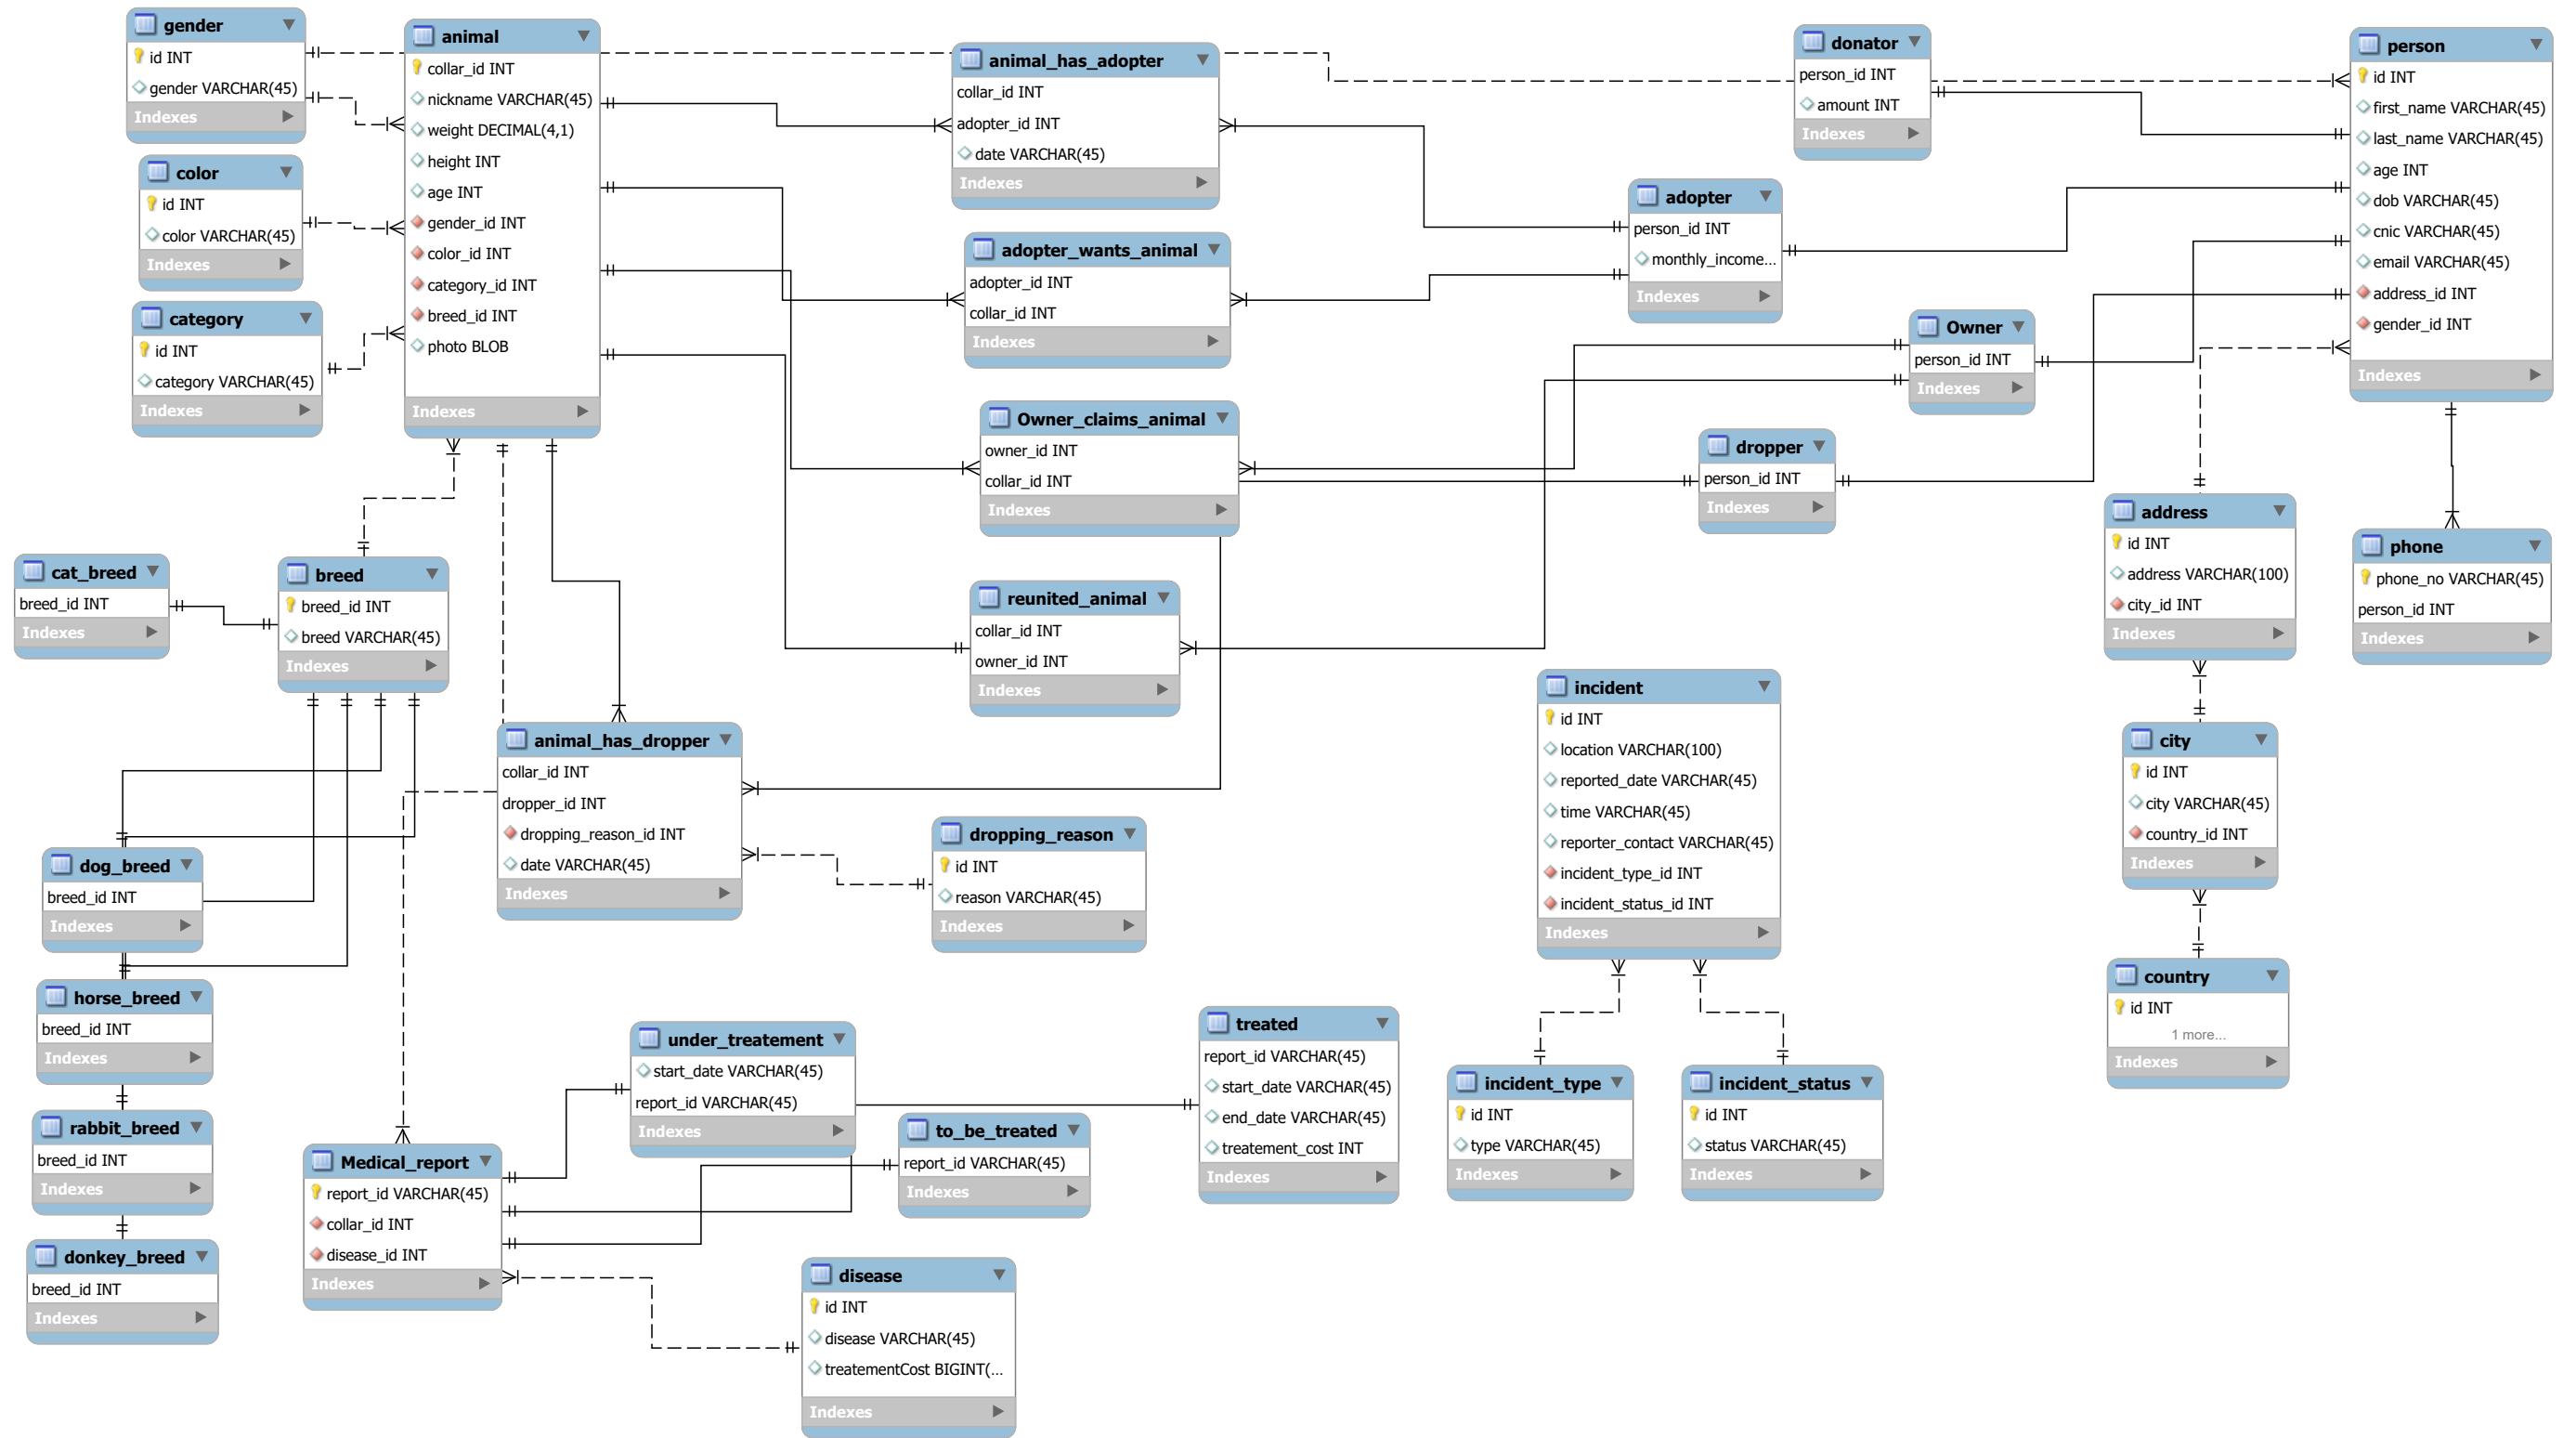 gender
id INT
gender VARCHAR(45)
Indexes
color
id INT
color VARCHAR(45)
Indexes
category
id INT
category VARCHAR(45)
Indexes
animal
collar_id INT
nickname VARCHAR(45)
weight DECIMAL(4,1)
height INT
age INT
gender_id INT
color_id INT
category_id INT
breed_id INT
photo BLOB
Indexes
animal_has_adopter
collar_id INT
adopter_id INT
date VARCHAR(45)
Indexes
adopter_wants_animal
adopter_id INT
collar_id INT
Indexes
Owner_claims_animal
owner_id INT
collar_id INT
Indexes
reunited_animal
collar_id INT
owner_id INT
Indexes
donator
person_id INT
amount INT
Indexes
adopter
person_id INT
monthly_income...
Indexes
Owner
person_id INT
Indexes
dropper
person_id INT
Indexes
person
id INT
first_name VARCHAR(45)
last_name VARCHAR(45)
age INT
dob VARCHAR(45)
cnic VARCHAR(45)
email VARCHAR(45)
address_id INT
gender_id INT
Indexes
address
id INT
address VARCHAR(100)
city_id INT
Indexes
phone
phone_no VARCHAR(45)
person_id INT
Indexes
city
id INT
city VARCHAR(45)
country_id INT
Indexes
country
id INT
1 more...
Indexes
cat_breed
breed_id INT
Indexes
breed
breed_id INT
breed VARCHAR(45)
Indexes
dog_breed
breed_id INT
Indexes
horse_breed
breed_id INT
Indexes
rabbit_breed
breed_id INT
Indexes
donkey_breed
breed_id INT
Indexes
animal_has_dropper
collar_id INT
dropper_id INT
dropping_reason_id INT
date VARCHAR(45)
Indexes
dropping_reason
id INT
reason VARCHAR(45)
Indexes
incident
id INT
location VARCHAR(100)
reported_date VARCHAR(45)
time VARCHAR(45)
reporter_contact VARCHAR(45)
incident_type_id INT
incident_status_id INT
Indexes
incident_type
id INT
type VARCHAR(45)
Indexes
incident_status
id INT
status VARCHAR(45)
Indexes
under_treatement
start_date VARCHAR(45)
report_id VARCHAR(45)
Indexes
to_be_treated
report_id VARCHAR(45)
Indexes
treated
report_id VARCHAR(45)
start_date VARCHAR(45)
end_date VARCHAR(45)
treatement_cost INT
Indexes
Medical_report
report_id VARCHAR(45)
collar_id INT
disease_id INT
Indexes
disease
id INT
disease VARCHAR(45)
treatementCost BIGINT(...
Indexes